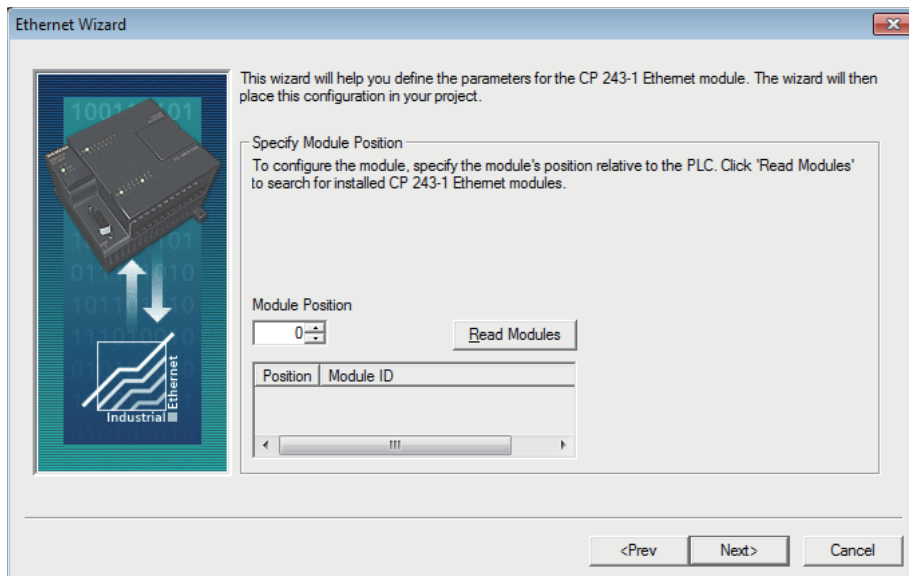 Ethernet Wizard
This wizard will help you define the parameters for the CP 243-1 Ethernet module. The wizard will then
place this configuration in your project.
Specify Module Position
To configure the module, specify the module's position relative to the PLC. Click 'Read Modules'
to search for installed CP 243-1 Ethernet modules.
Module Position
0
Read Modules
Position Module ID
Industrial
Ethernet
<Prev
Next>
Cancel